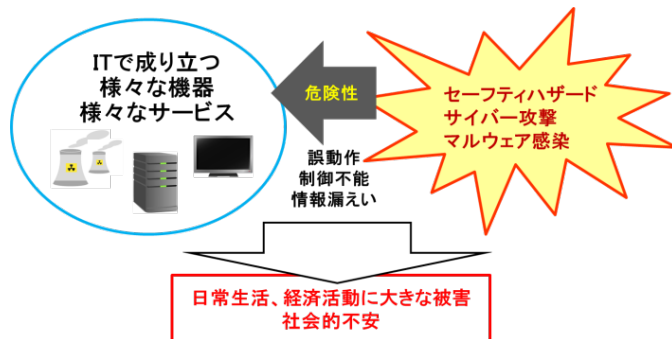 ITで成り立つ
様々な機器
様々なサービス
危険性
セーフティハザード
サイバー攻撃
マルウェア感染
誤動作
制御不能
情報漏えい
日常生活、経済活動に大きな被害
社会的不安